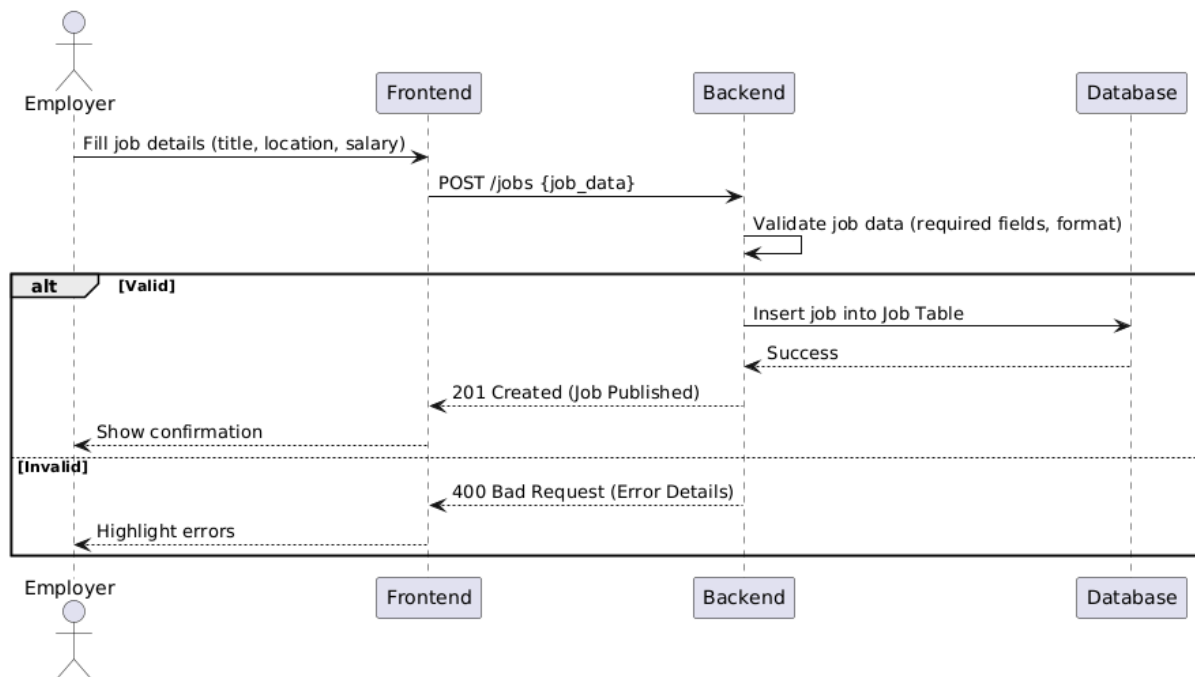 Employer
Frontend
Backend
Database
Fill job details (title, location, salary)
POST /jobs {job_data}
Validate job data (required fields, format)
alt
[Valid]
Insert job into Job Table
Success
201 Created (Job Published)
Show confirmation
[Invalid]
400 Bad Request (Error Details)
Highlight errors
Employer
Frontend
Backend
Database